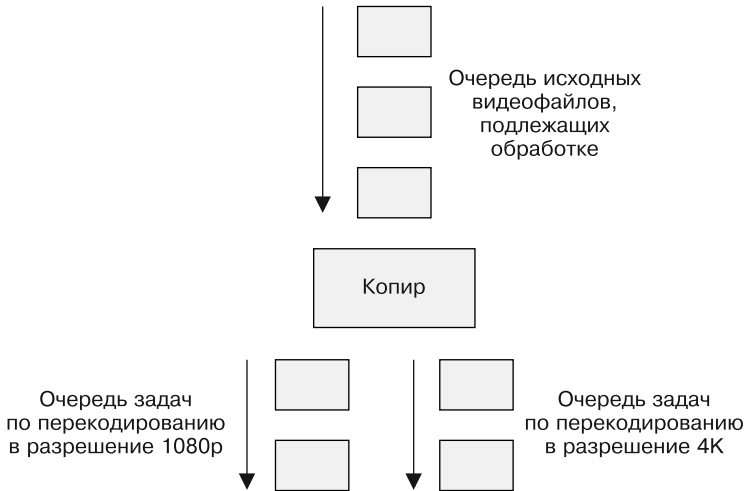 Очередь исходных
видеофайлов,
подлежащих
обработке
Копир
Очередь задач
по перекодированию
в разрешение 1080p
Очередь задач
по перекодированию
в разрешение 4K